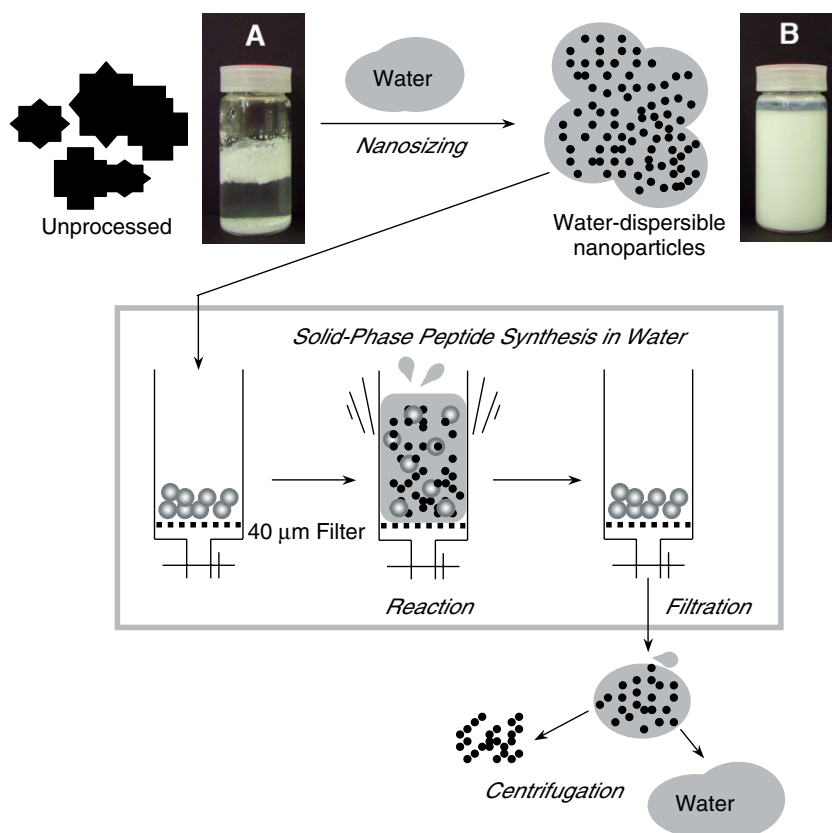 A
B
Water
Nanosizing
Unprocessed
Water-dispersible
nanoparticles
Solid-Phase Peptide Synthesis in Water
40 μm Filter
Reaction
Filtration
Centrifugation
Water